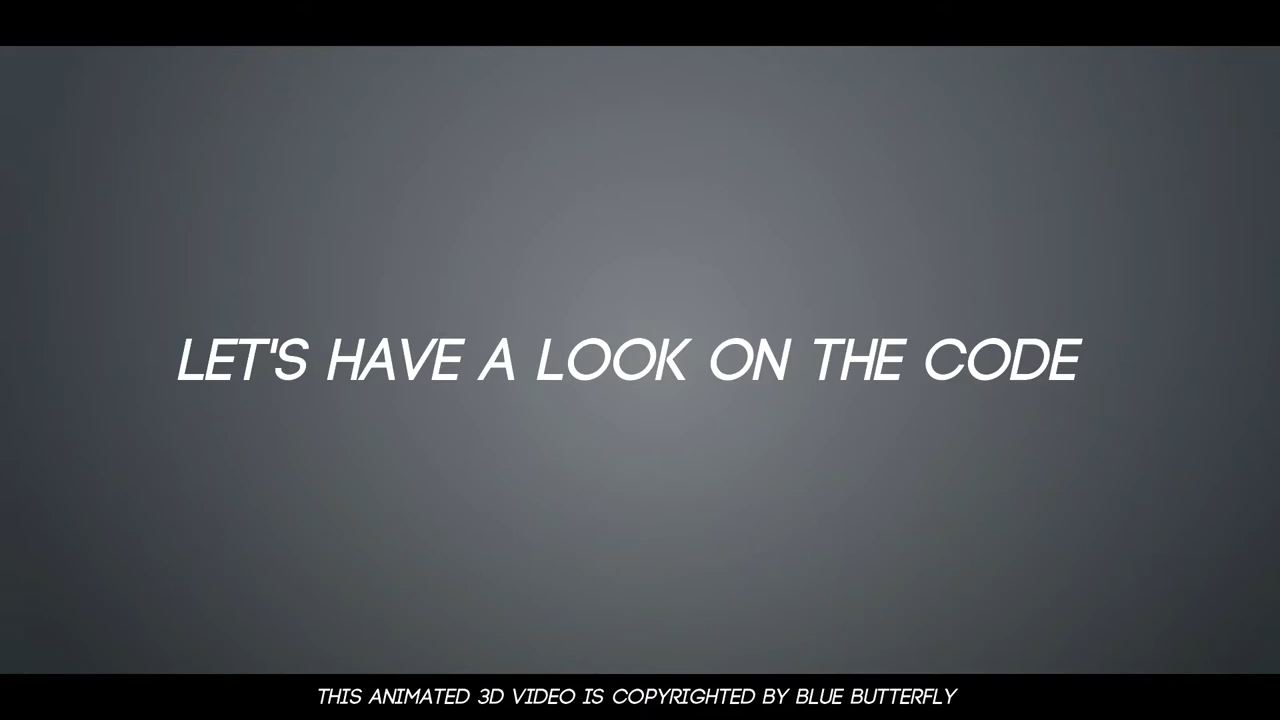 LET'S HAVE A LOOK ON THE CODE
THIS ANIMATED 3D VIDEO IS COPYRIGHTED BY BLUE BUTTERFLY